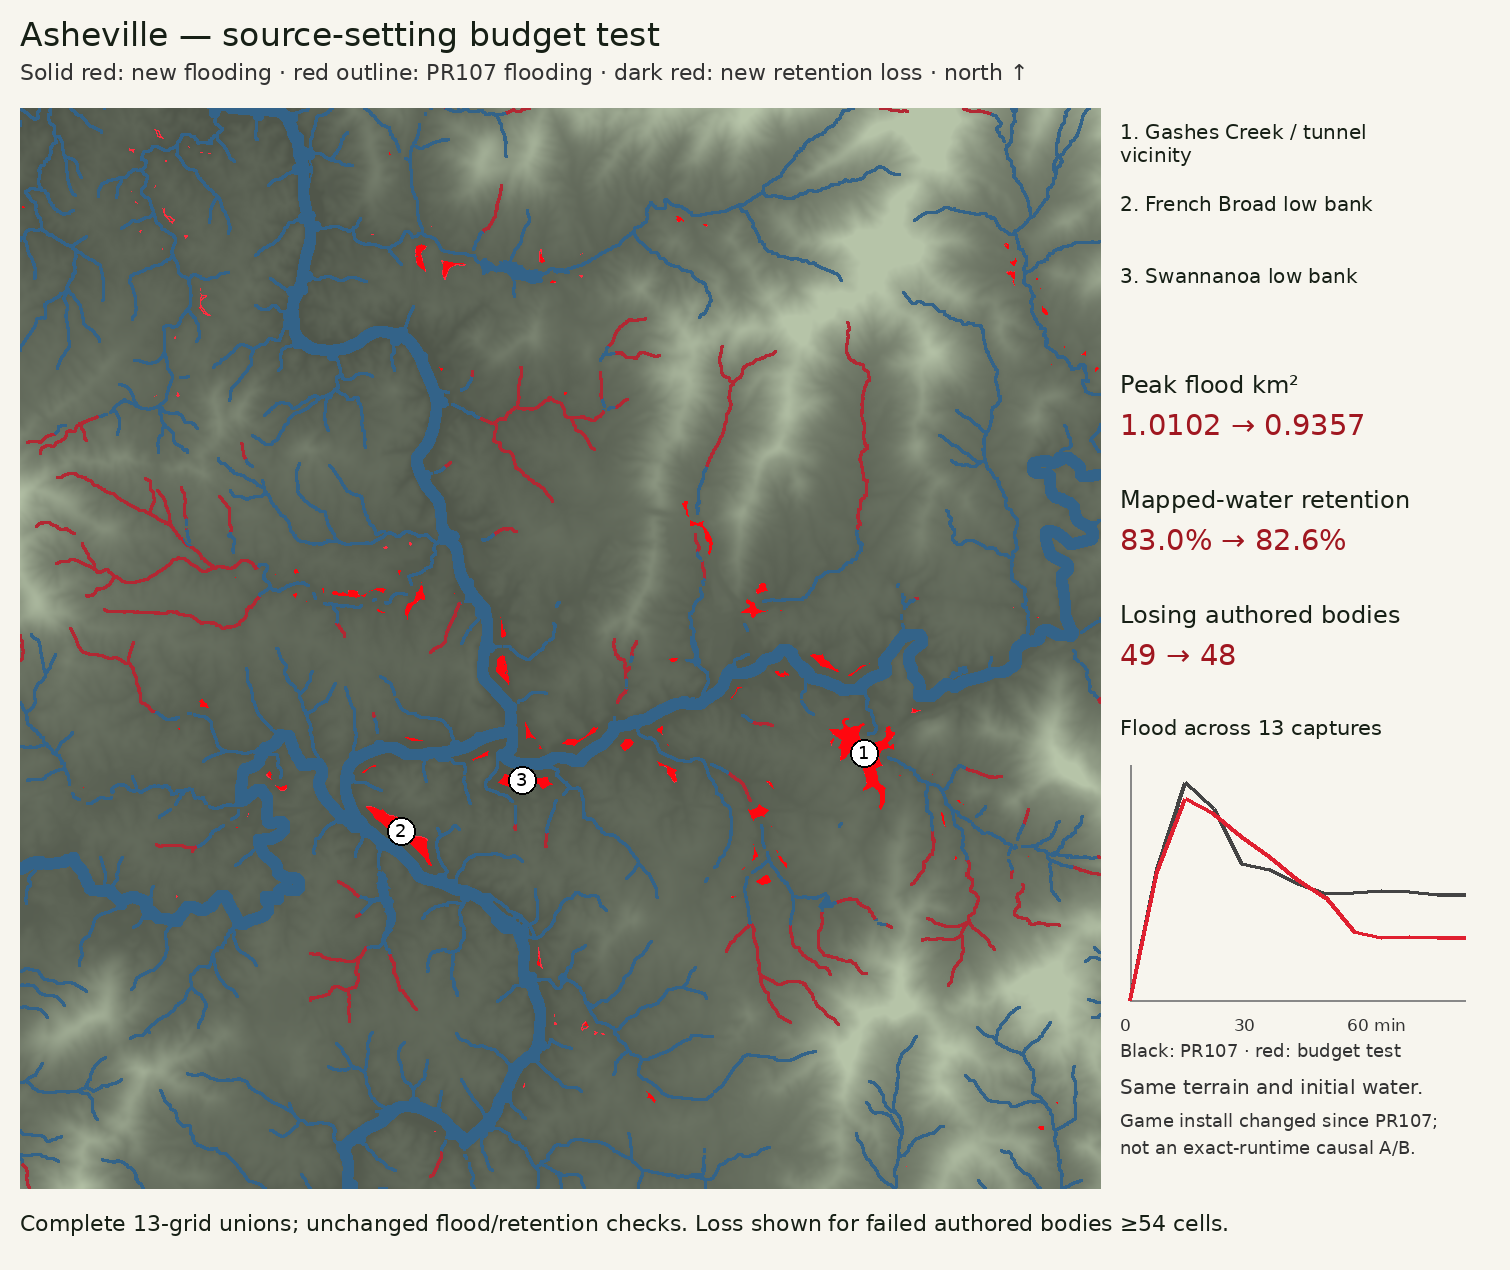 Asheville — source-setting budget test
Solid red: new flooding · red outline: PR107 flooding · dark red: new retention loss · north ↑
1. Gashes Creek / tunnel
vicinity
2. French Broad low bank
3. Swannanoa low bank
Peak flood km²
1.0102 → 0.9357
Mapped-water retention
83.0% → 82.6%
Losing authored bodies
49 → 48
Flood across 13 captures
0 30 60 min
Black: PR107 · red: budget test
Same terrain and initial water.
Game install changed since PR107;
not an exact-runtime causal A/B.
1
3
2
Complete 13-grid unions; unchanged flood/retention checks. Loss shown for failed authored bodies ≥54 cells.